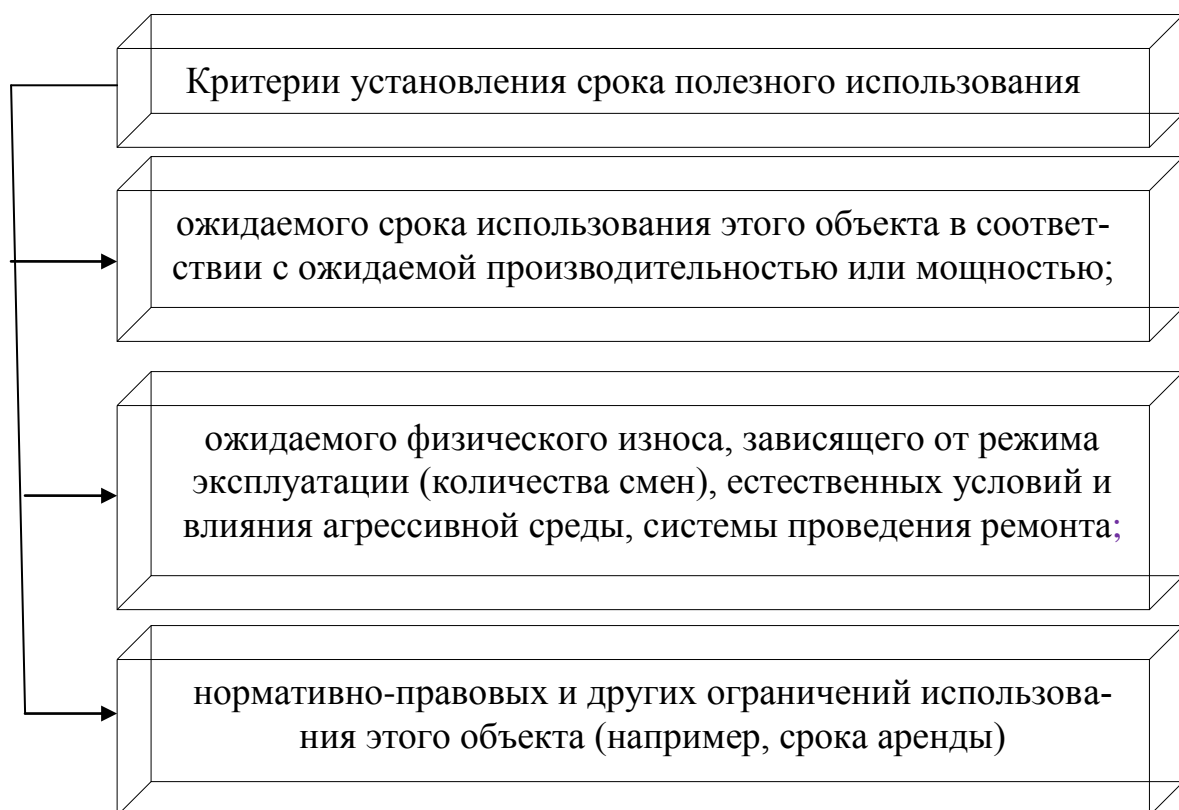 Критерии установления срока полезного использования
ожидаемого срока использования этого объекта в соответ-
ствии с ожидаемой производительностью или мощностью;
ожидаемого физического износа, зависящего от режима
эксплуатации (количества смен), естественных условий и
влияния агрессивной среды, системы проведения ремонта;
нормативно-правовых и других ограничений использова-
ния этого объекта (например, срока аренды)